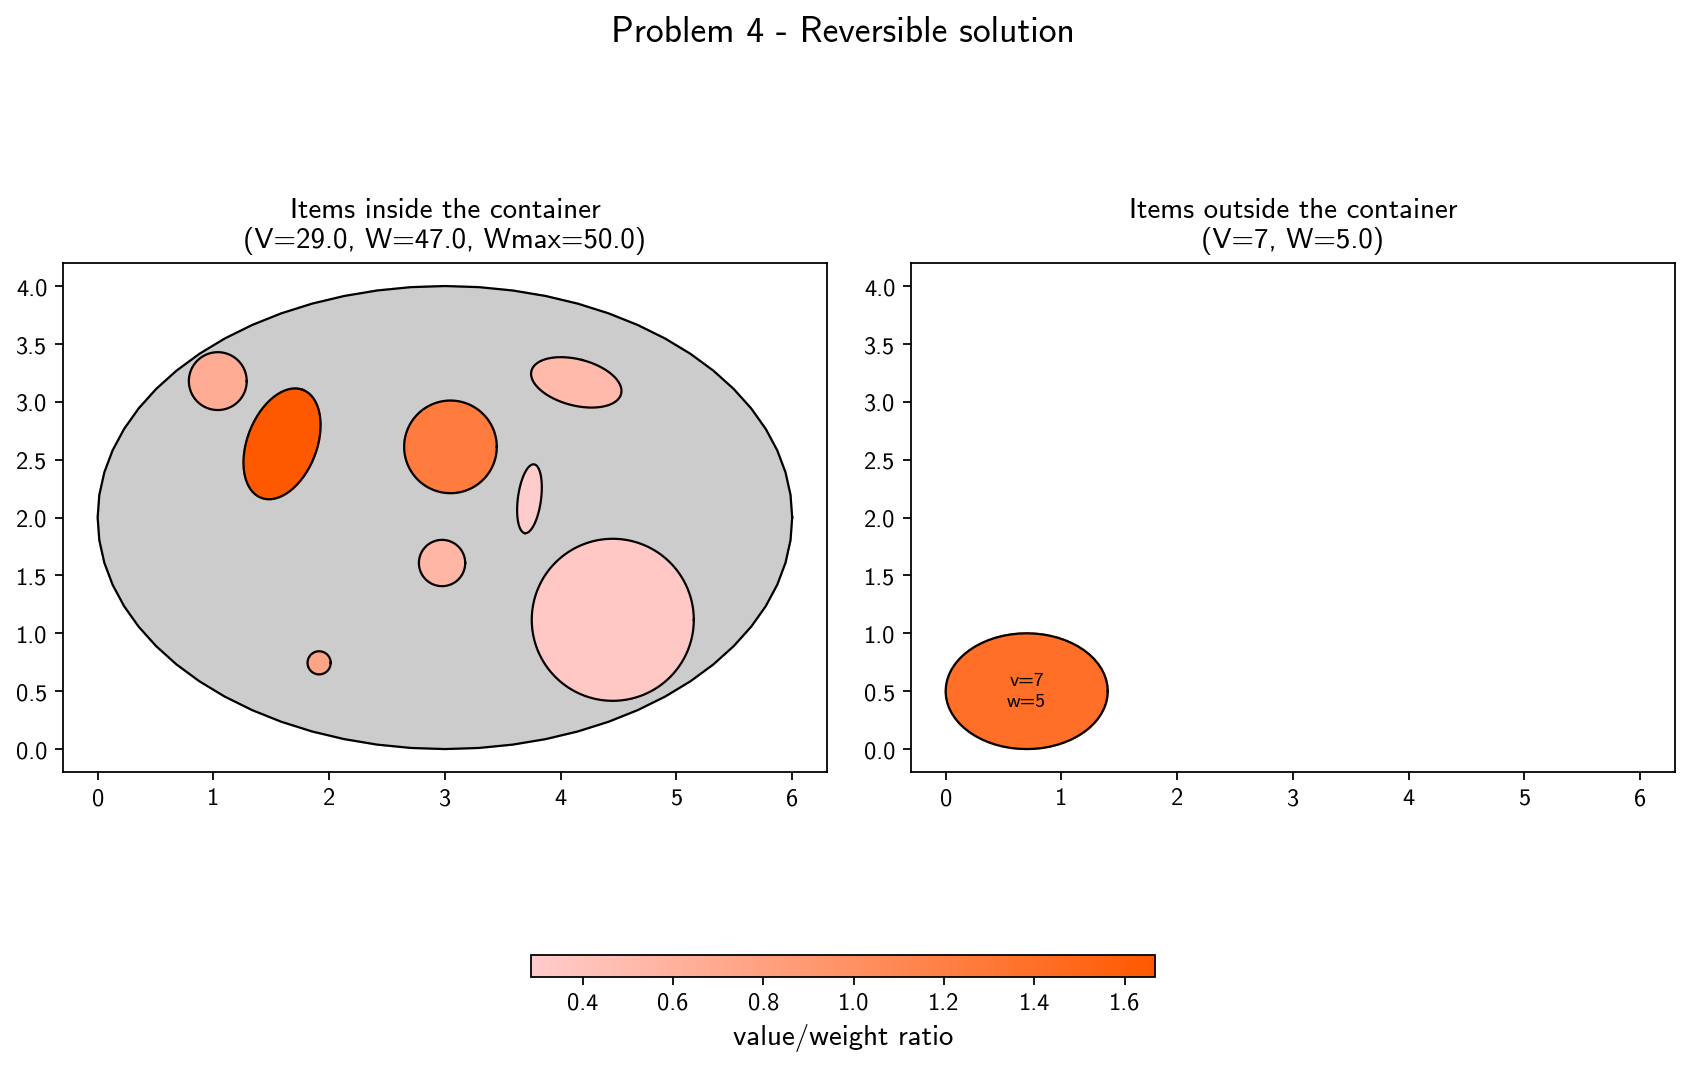 Problem 4 - Reversible solution
Items inside the container
(V=29.0, W=47.0, Wmax=50.0)
4.0
3.5
3.0
2.5
2.0
1.5
1.0
0.5
0.0
0 1 2 3 4 5 6
Items outside the container
(V=7, W=5.0)
4.0
3.5
3.0
2.5
2.0
1.5
1.0
0.5
0.0
v=7
w=5
0 1 2 3 4 5 6
0.4 0.6 0.8 1.0 1.2 1.4 1.6
value/weight ratio